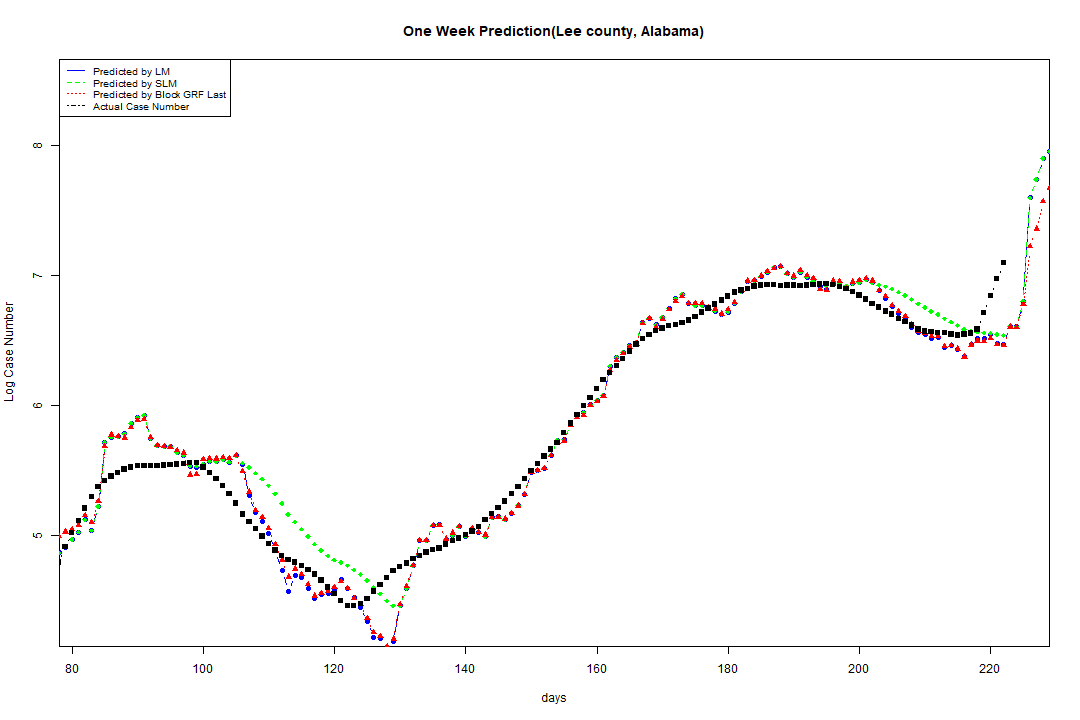 One Week Prediction(Lee county, Alabama)
Predicted by LM
Predicted by SLM
Predicted by Block GRF Last
Actual Case Number
8
7
6
5
Log Case Number
80 100 120 140 160 180 200 220
days